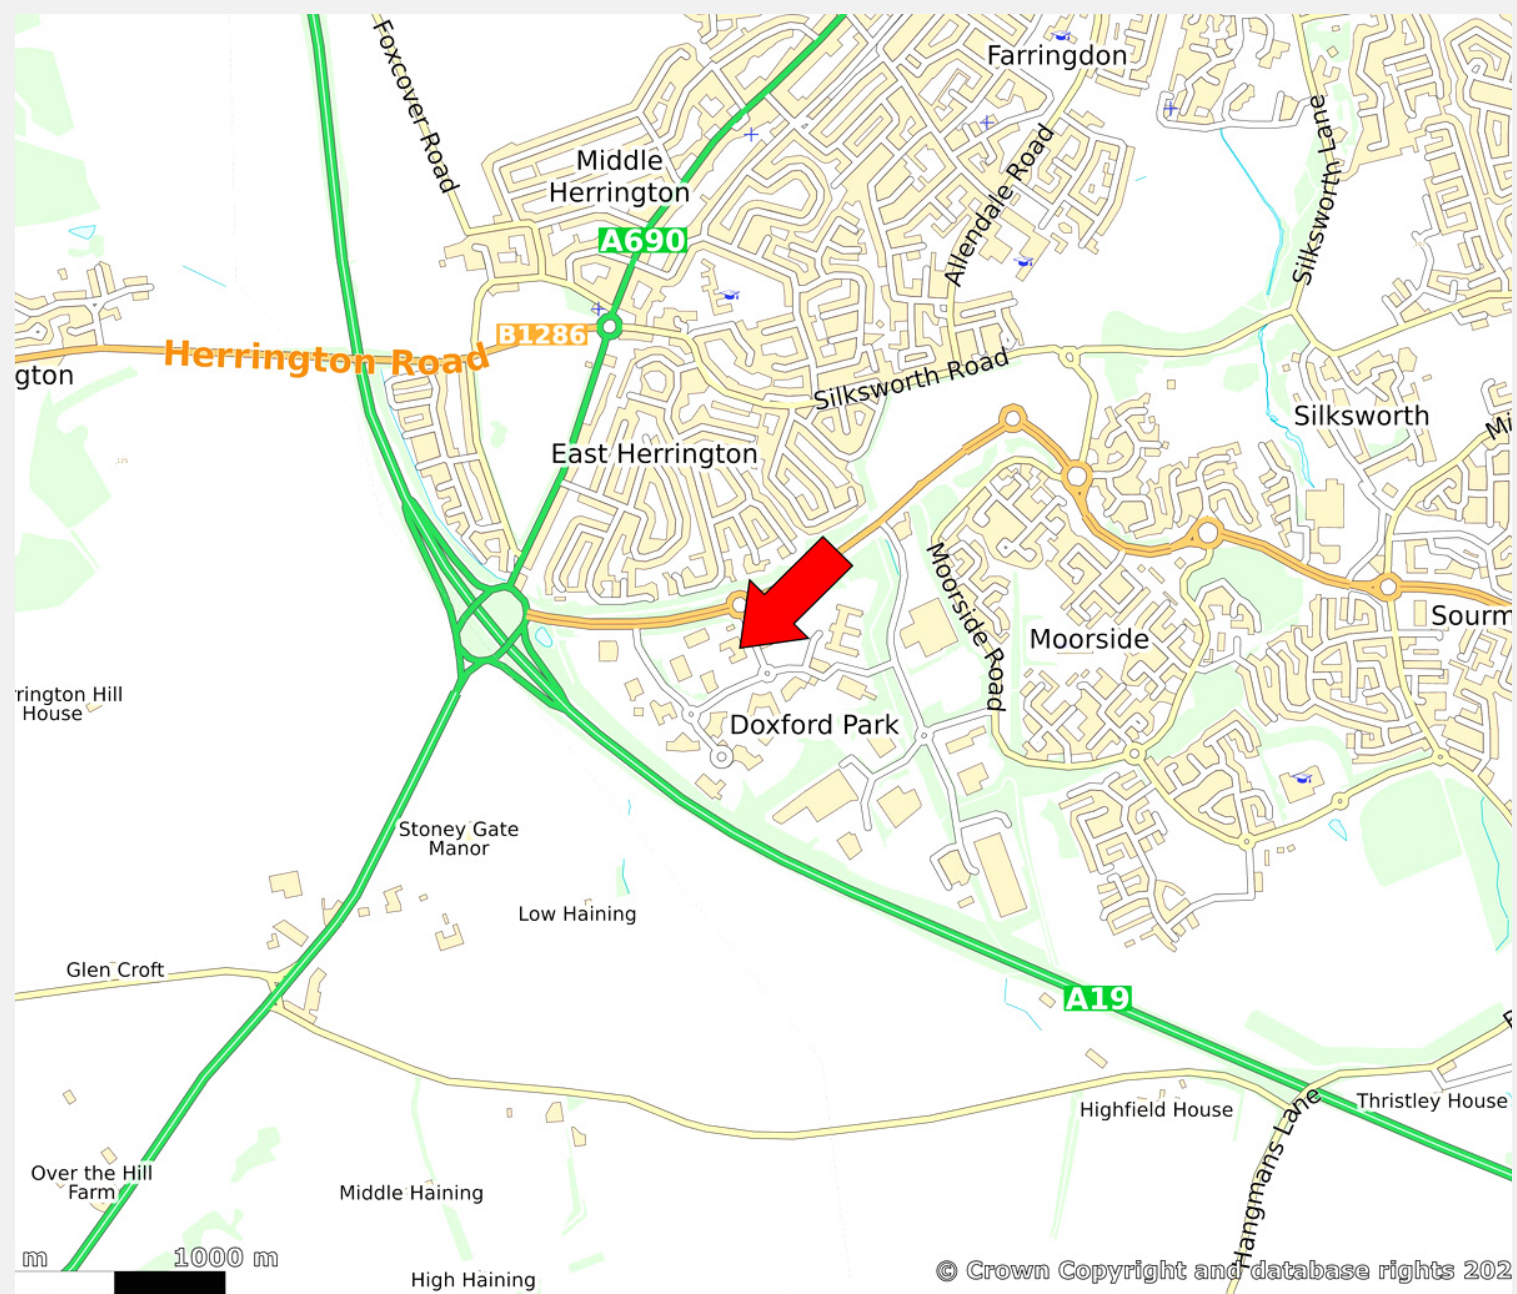 Foxcover Road
Farringdon
Middle
Herrington
Allendale Road
Silksworth Lane
A690
B1286
Herrington Road
gton
Silksworth Road
Silksworth
Mi
East Herrington
Moorside Road
Moorside
Sourm
rrington Hill
House
Doxford Park
Stoney Gate
Manor
Low Haining
Glen Croft
A19
Highfield House
Thristley House
Hangmans Lane
Over the Hill
Farm
Middle Haining
m
1000 m
High Haining
© Crown Copyright and database rights 202